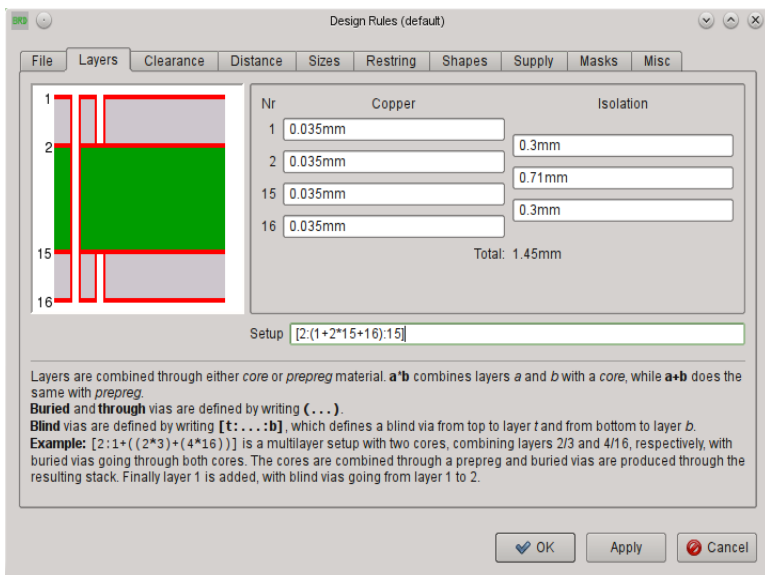 BRD
Design Rules (default)
File Layers Clearance Distance Sizes Restring Shapes Supply Masks Misc
1
2
15
16
Nr Copper Isolation
1 0.035mm
0.3mm
2 0.035mm
0.71mm
15 0.035mm
0.3mm
16 0.035mm
Total: 1.45mm
Setup [2:(1+2*15+16):15]
Layers are combined through either core or prepreg material. a*b combines layers a and b with a core, while a+b does the
same with prepreg.
Buried and through vias are defined by writing (...).
Blind vias are defined by writing [t:...:b], which defines a blind via from top to layer t and from bottom to layer b.
Example: [2:1+((2*3)+(4*16))] is a multilayer setup with two cores, combining layers 2/3 and 4/16, respectively, with
buried vias going through both cores. The cores are combined through a prepreg and buried vias are produced through the
resulting stack. Finally layer 1 is added, with blind vias going from layer 1 to 2.
OK Apply Cancel